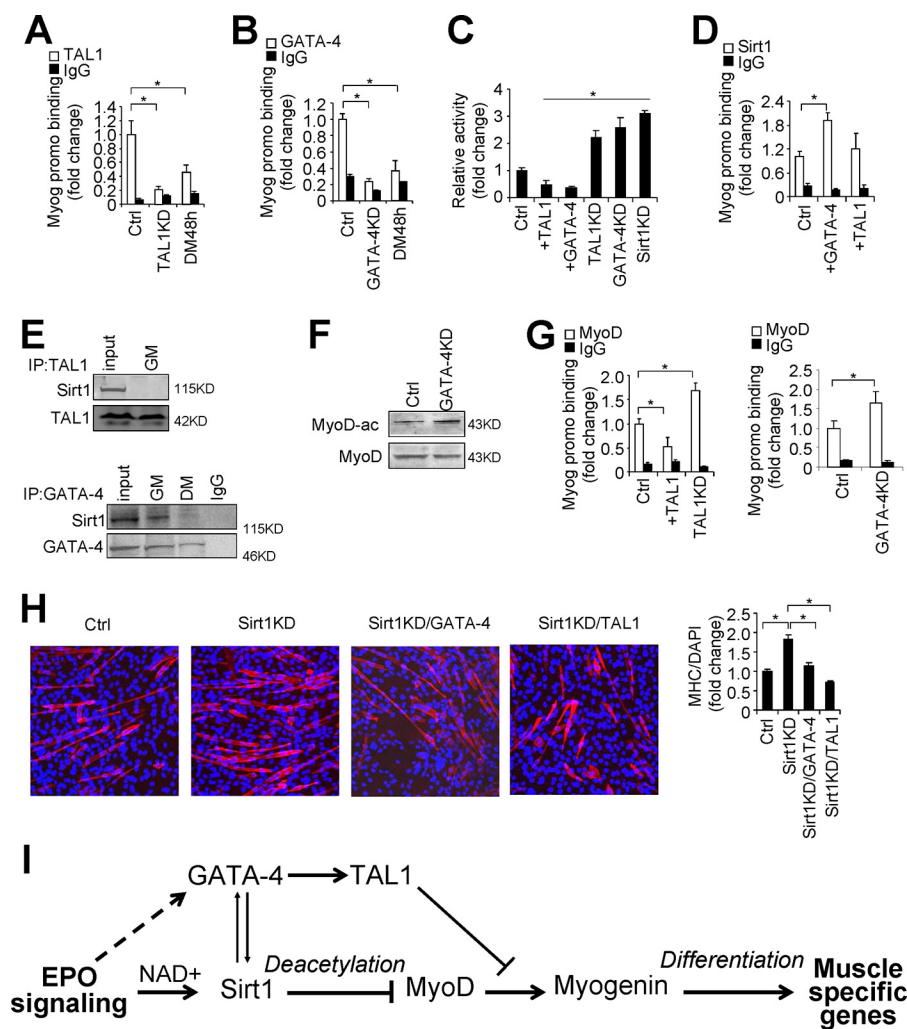 A
TAL1
IgG
Myog promo binding
(fold change)
1.4
1.2
1.0
0.8
0.6
0.4
0.2
0
*
*
Ctrl
TAL1KD
DM48h
B
GATA-4
IgG
Myog promo binding
(fold change)
1.2
1.0
0.8
0.6
0.4
0.2
0
*
*
Ctrl
GATA-4KD
DM48h
C
Relative activity
(fold change)
4
3
2
1
0
*
Ctrl
+TAL1
+GATA-4
TAL1KD
GATA-4KD
Sirt1KD
D
Sirt1
IgG
Myog promo binding
(fold change)
2.4
1.8
1.2
0.6
0
*
Ctrl
+GATA-4
+TAL1
E
IP:TAL1
input
GM
Sirt1
115KD
TAL1
42KD
IP:GATA-4
input
GM
DM
IgG
Sirt1
115KD
GATA-4
46KD
F
Ctrl
GATA-4KD
MyoD-ac
43KD
MyoD
43KD
G
MyoD
IgG
Myog promo binding
(fold change)
2.0
1.5
1.0
0.5
0
*
*
Ctrl
+TAL1
TAL1KD
MyoD
IgG
Myog promo binding
(fold change)
2.5
2.0
1.5
1.0
0.5
0
*
Ctrl
GATA-4KD
H
Ctrl
Sirt1KD
Sirt1KD/GATA-4
Sirt1KD/TAL1
MHC/DAPI
(fold change)
2.5
2.0
1.5
1.0
0.5
0
*
*
*
Ctrl
Sirt1KD
Sirt1KD/GATA-4
Sirt1KD/TAL1
I
GATA-4
TAL1
EPO
signaling
NAD+
Sirt1
Deacetylation
MyoD
Myogenin
Differentiation
Muscle
specific
genes